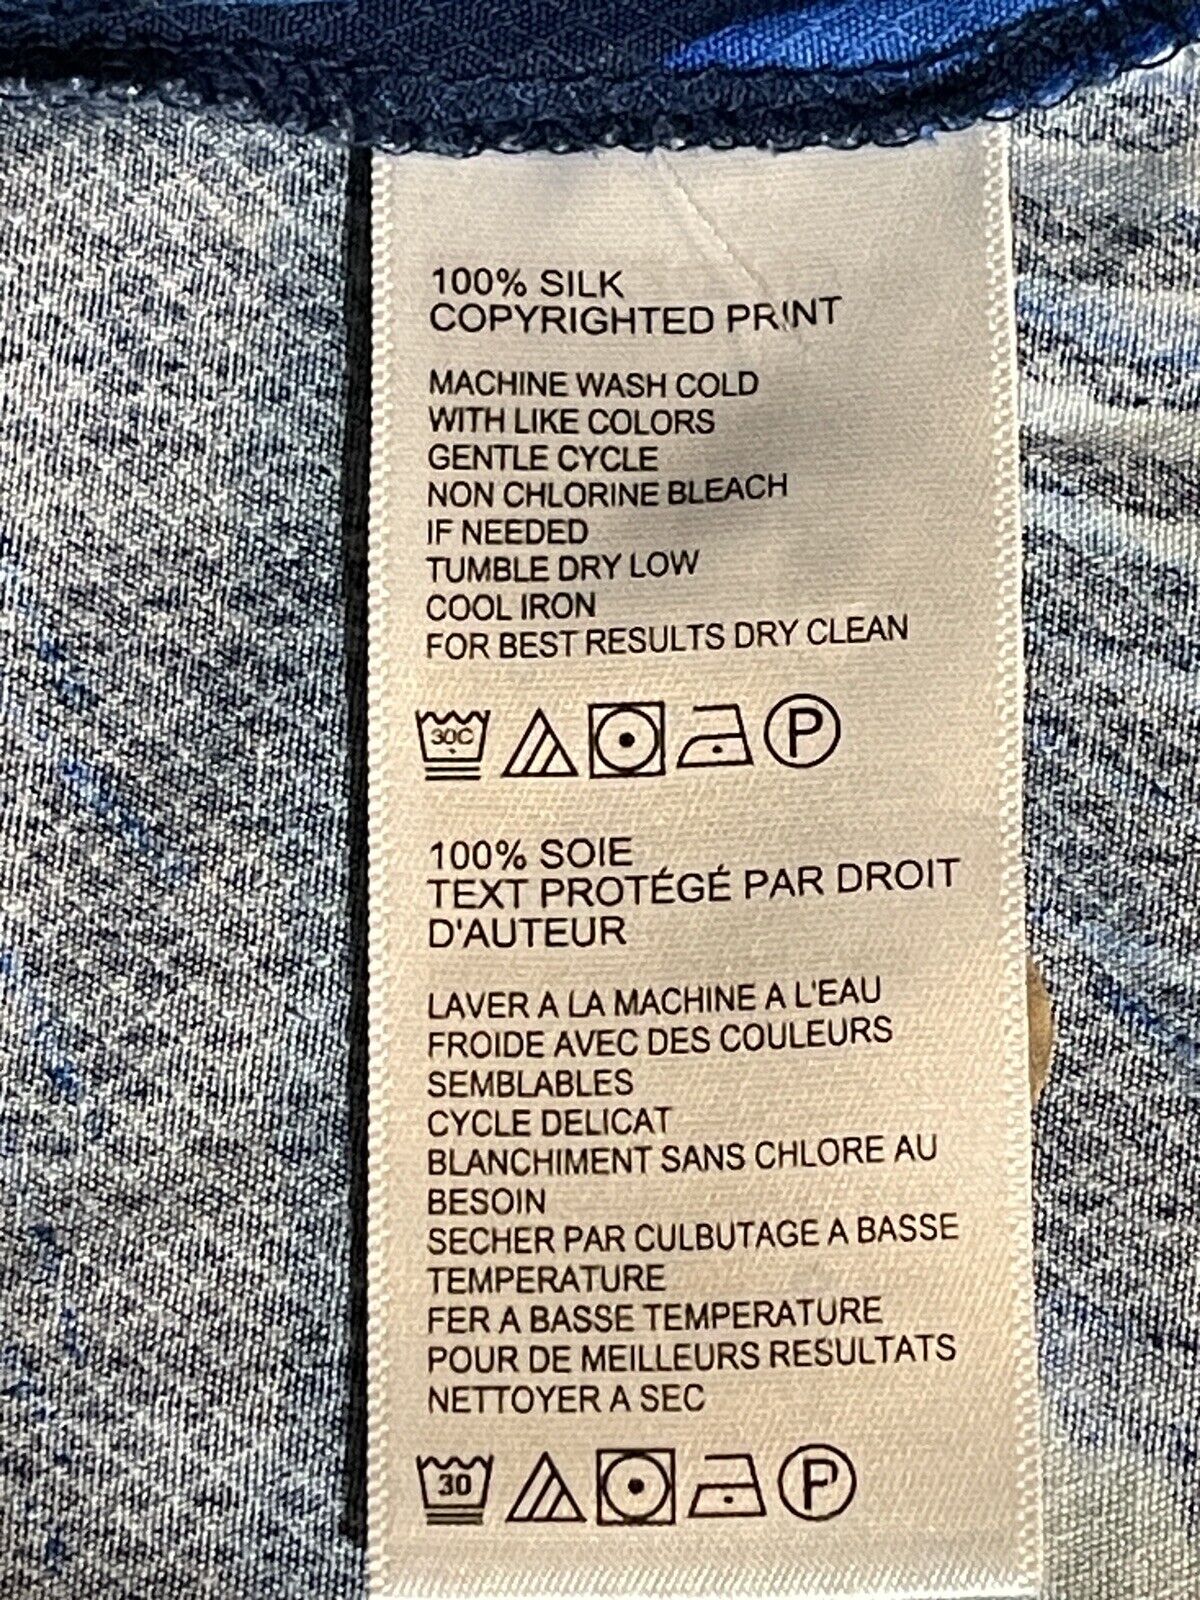 100% SILK
COPYRIGHTED PRINT
MACHINE WASH COLD
WITH LIKE COLORS
GENTLE CYCLE
NON CHLORINE BLEACH
IF NEEDED
TUMBLE DRY LOW
COOL IRON
FOR BEST RESULTS DRY CLEAN
30C P
100% SOIE
TEXT PROTÉGÉ PAR DROIT
D'AUTEUR
LAVER A LA MACHINE A L'EAU
FROIDE AVEC DES COULEURS
SEMBLABLES
CYCLE DELICAT
BLANCHIMENT SANS CHLORE AU
BESOIN
SECHER PAR CULBUTAGE A BASSE
TEMPERATURE
FER A BASSE TEMPERATURE
POUR DE MEILLEURS RESULTATS
NETTOYER A SEC
30 P